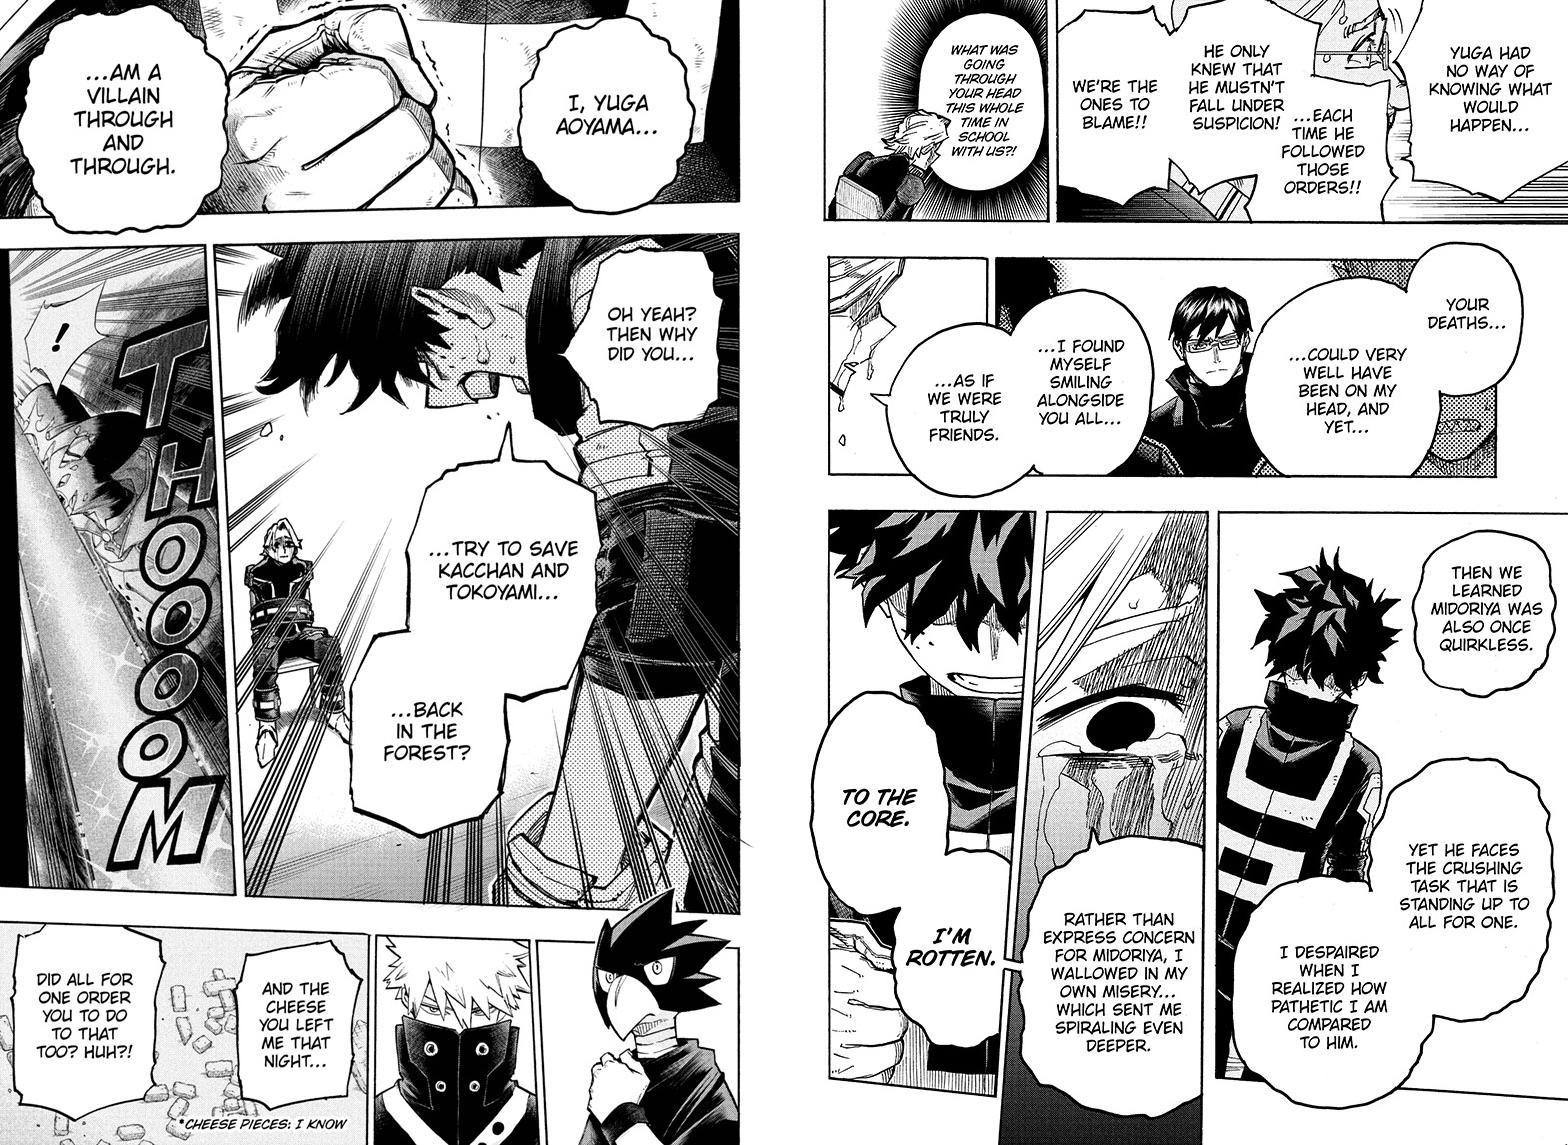 YUGA HAD
NO WAY OF
KNOWING WHAT
WOULD
HAPPEN...
...EACH
TIME HE
FOLLOWED
THOSE
ORDERS!!
HE ONLY
KNEW THAT
HE MUSTN'T
FALL UNDER
SUSPICION!
WE'RE THE
ONES TO
BLAME!!
WHAT WAS
GOING
THROUGH
YOUR HEAD
THIS WHOLE
TIME IN
SCHOOL
WITH US?!
YOUR
DEATHS...
...COULD VERY
WELL HAVE
BEEN ON MY
HEAD, AND
YET...
...I FOUND
MYSELF
SMILING
ALONGSIDE
YOU ALL...
...AS IF
WE WERE
TRULY
FRIENDS.
THEN WE
LEARNED
MIDORIYA WAS
ALSO ONCE
QUIRKLESS.
YET HE FACES
THE CRUSHING
TASK THAT IS
STANDING UP TO
ALL FOR ONE.
I DESPAIRED
WHEN I
REALIZED HOW
PATHETIC I AM
COMPARED
TO HIM.
RATHER THAN
EXPRESS CONCERN
FOR MIDORIYA, I
WALLOWED IN MY
OWN MISERY...
WHICH SENT ME
SPIRALING EVEN
DEEPER.
TO THE
CORE.
I'M
ROTTEN.
I, YUGA
AOYAMA...
...AM A
VILLAIN
THROUGH
AND
THROUGH.
OH YEAH?
THEN WHY
DID YOU...
...TRY TO SAVE
KACCHAN AND
TOKOYAMI...
...BACK
IN THE
FOREST?
!
THOOOOOM
AND THE
CHEESE
YOU LEFT
ME THAT
NIGHT...
*CHEESE PIECES: I KNOW
DID ALL FOR
ONE ORDER
YOU TO DO
TO THAT
TOO? HUH?!